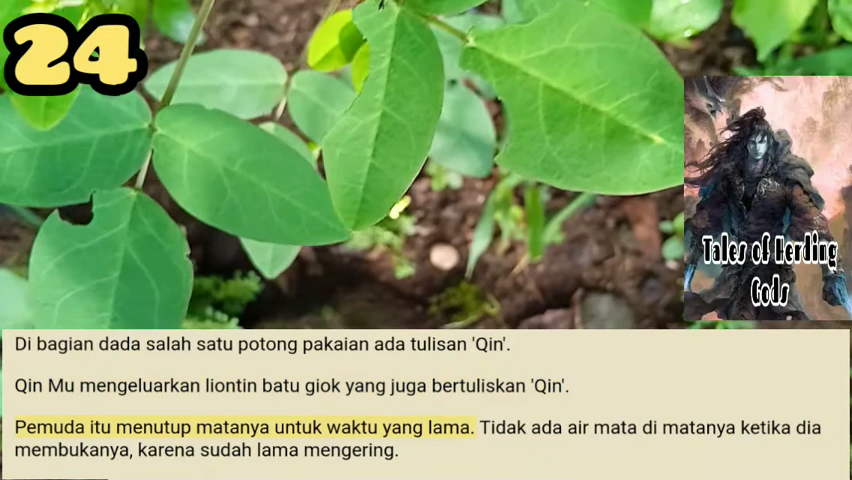 24
Tales of Herding
Gods
Di bagian dada salah satu potong pakaian ada tulisan 'Qin'.
Qin Mu mengeluarkan liontin batu giok yang juga bertuliskan 'Qin'.
Pemuda itu menutup matanya untuk waktu yang lama. Tidak ada air mata di matanya ketika dia
membukanya, karena sudah lama mengering.